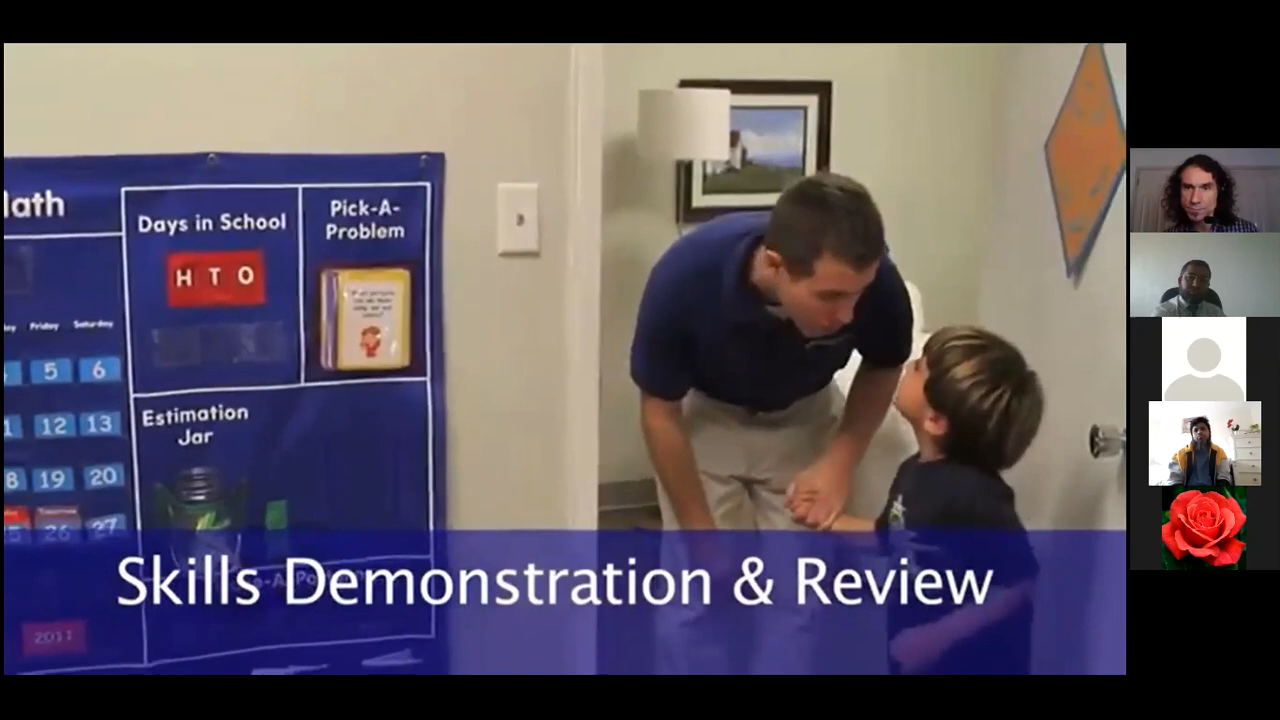 lath
Days in School
H T O
Pick-A-
Problem
Friday Saturday
5 6
12 13
19 20
26 27
Estimation
Jar
2011
Skills Demonstration & Review